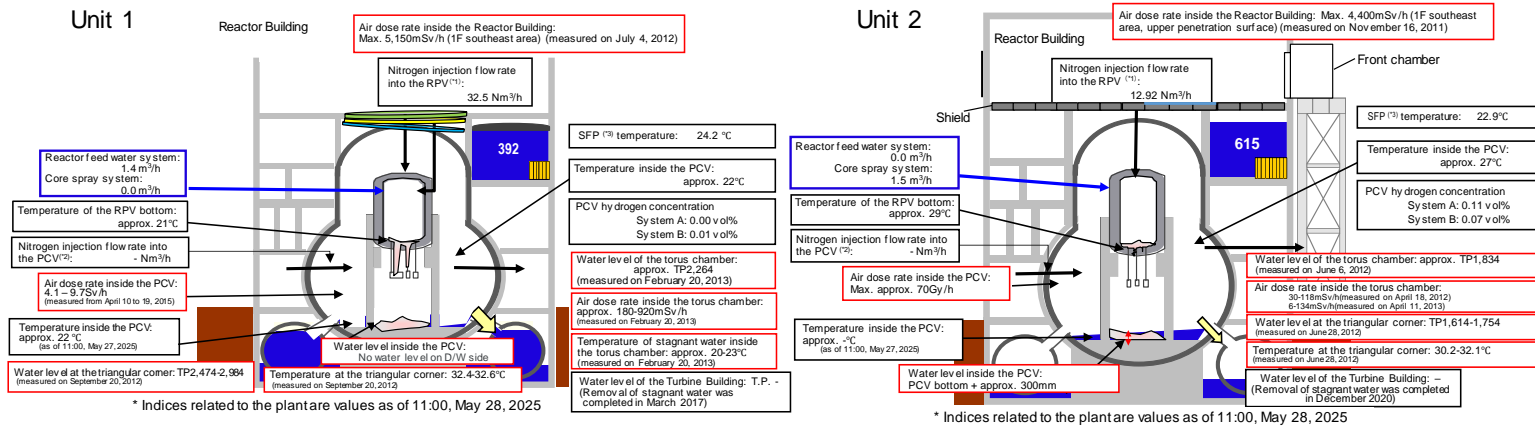 Unit 1
Reactor Building
Air dose rate inside the Reactor Building:
Max. 5,150mSv/h (1F southeast area) (measured on July 4, 2012)
Nitrogen injection flow rate
into the RPV(*1):
32.5 Nm³/h
392
SFP (*3) temperature: 24.2 ℃
Reactor feed water system:
1.4 m³/h
Core spray system:
0.0 m³/h
Temperature inside the PCV:
approx. 22℃
Temperature of the RPV bottom:
approx. 21℃
PCV hydrogen concentration
System A: 0.00 vol%
System B: 0.01 vol%
Nitrogen injection flow rate into
the PCV(*2): - Nm³/h
Water level of the torus chamber:
approx. TP2,264
(measured on February 20, 2013)
Air dose rate inside the PCV:
4.1 – 9.7Sv/h
(measured from April 10 to 19, 2015)
Air dose rate inside the torus chamber:
approx. 180-920mSv/h
(measured on February 20, 2013)
Temperature inside the PCV:
approx. 22 ℃
(as of 11:00, May 27, 2025)
Water level inside the PCV:
No water level on D/W side
Temperature of stagnant water inside
the torus chamber: approx. 20-23℃
(measured on February 20, 2013)
Water level at the triangular corner: TP2,474-2,984
(measured on September 20, 2012)
Temperature at the triangular corner: 32.4-32.6℃
(measured on September 20, 2012)
Water level of the Turbine Building: T.P. -
(Removal of stagnant water was
completed in March 2017)
* Indices related to the plant are values as of 11:00, May 28, 2025
Unit 2
Reactor Building
Air dose rate inside the Reactor Building: Max. 4,400mSv/h (1F southeast
area, upper penetration surface) (measured on November 16, 2011)
Front chamber
Nitrogen injection flow rate
into the RPV (*1):
12.92 Nm³/h
Shield
615
SFP (*3) temperature: 22.9℃
Reactor feed water system:
0.0 m³/h
Core spray system:
1.5 m³/h
Temperature inside the PCV:
approx. 27℃
Temperature of the RPV bottom:
approx. 29℃
PCV hydrogen concentration
System A: 0.11 vol%
System B: 0.07 vol%
Nitrogen injection flow rate into
the PCV(*2): - Nm³/h
Water level of the torus chamber: approx. TP1,834
(measured on June 6, 2012)
Air dose rate inside the PCV:
Max. approx. 70Gy/h
Air dose rate inside the torus chamber:
30-118mSv/h(measured on April 18, 2012)
6-134mSv/h(measured on April 11, 2013)
Temperature inside the PCV:
approx. -℃
(as of 11:00, May 27, 2025)
Water level at the triangular corner: TP1,614-1,754
(measured on June 28, 2012)
Temperature at the triangular corner: 30.2-32.1℃
(measured on June 28, 2012)
Water level inside the PCV:
PCV bottom + approx. 300mm
Water level of the Turbine Building: –
(Removal of stagnant water was completed
in December 2020)
* Indices related to the plant are values as of 11:00, May 28, 2025